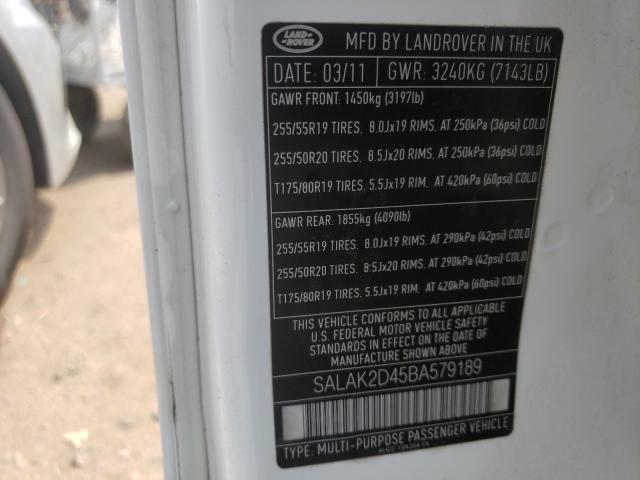 LAND
ROVER
MFD BY LANDROVER IN THE UK
DATE: 03/11 GWR: 3240KG (7143LB)
GAWR FRONT: 1450kg (3197lb)
255/55R19 TIRES. 8.0Jx19 RIMS. AT 250kPa (36psi) COLD
255/50R20 TIRES. 8.5Jx20 RIMS. AT 250kPa (36psi) COLD
T175/80R19 TIRES. 5.5Jx19 RIM. AT 420kPa (60psi) COLD
GAWR REAR: 1855kg (4090lb)
255/55R19 TIRES. 8.0Jx19 RIMS. AT 290kPa (42psi) COLD
255/50R20 TIRES. 8.5Jx20 RIMS. AT 290kPa (42psi) COLD
T175/80R19 TIRES. 5.5Jx19 RIM. AT 420kPa (60psi) COLD
THIS VEHICLE CONFORMS TO ALL APPLICABLE
U.S. FEDERAL MOTOR VEHICLE SAFETY
STANDARDS IN EFFECT ON THE DATE OF
MANUFACTURE SHOWN ABOVE.
SALAK2D45BA579189
TYPE: MULTI-PURPOSE PASSENGER VEHICLE